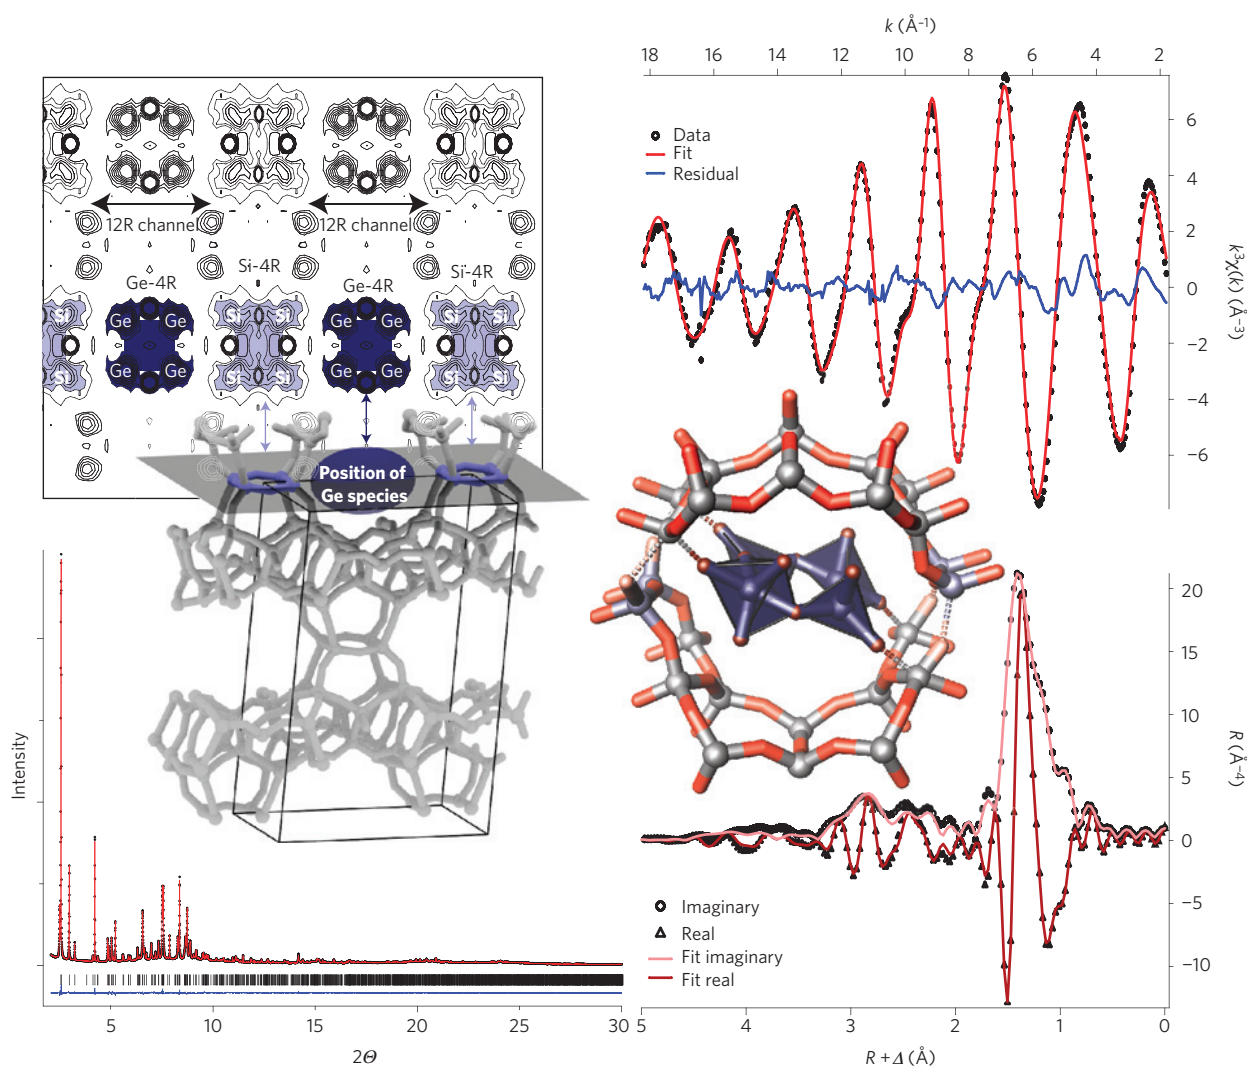 k (Å⁻¹)
18 16 14 12 10 8 6 4 2
Data
Fit
Residual
6
4
2
0
−2
−4
−6
k³χ(k) (Å⁻³)
12R channel
12R channel
Ge-4R
Si-4R
Ge-4R
Si-4R
Si Ge Ge Si Si Ge Ge Si Si
Si Ge Ge Si Si Ge Ge Si Si
Position of
Ge species
Intensity
5 10 15 20 25 30
2Θ
20
15
10
5
0
−5
−10
R (Å⁻⁴)
Imaginary
Real
Fit imaginary
Fit real
5 4 3 2 1 0
R + Δ (Å)